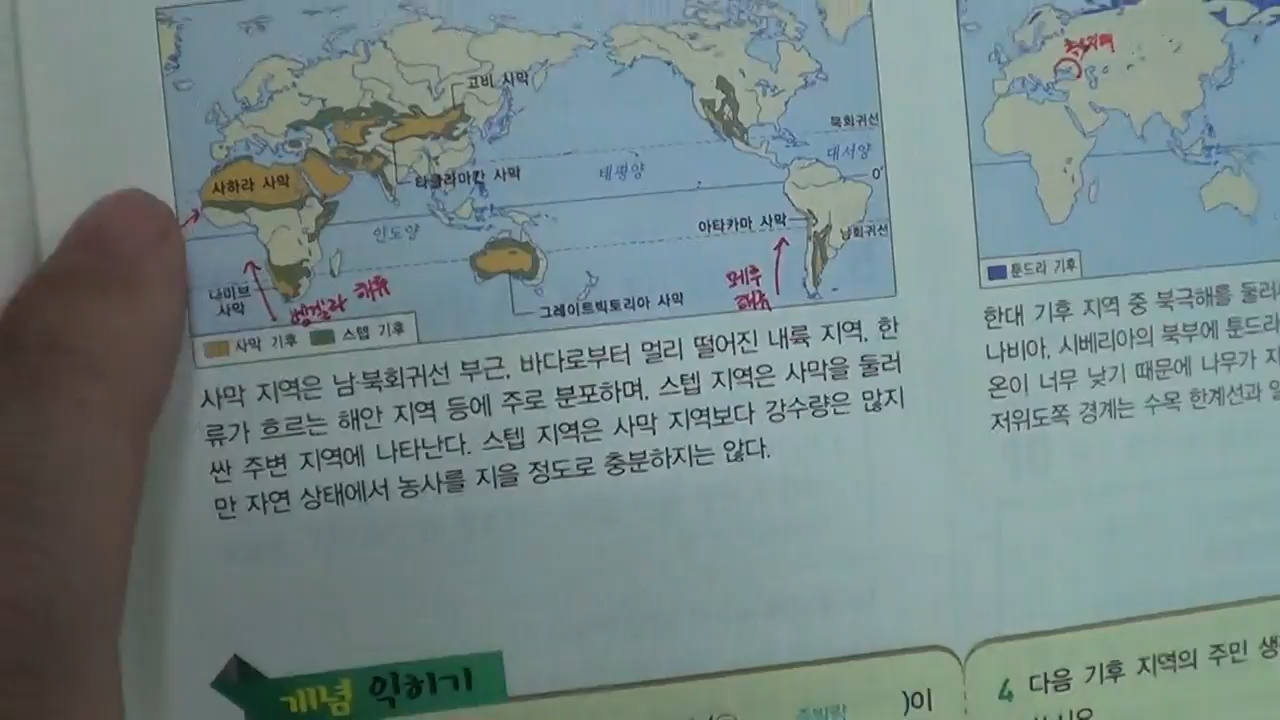 고비 사막
북회귀선
대서양
사하라 사막
타클라마칸 사막
태평양
0°
인도양
아타카마 사막
남회귀선
나미브
사막
벵겔라 해류
페루
해류
그레이트빅토리아 사막
사막 기후
스텝 기후
사막 지역은 남·북회귀선 부근, 바다로부터 멀리 떨어진 내륙 지역, 한
류가 흐르는 해안 지역 등에 주로 분포하며, 스텝 지역은 사막을 둘러
싼 주변 지역에 나타난다. 스텝 지역은 사막 지역보다 강수량은 많지
만 자연 상태에서 농사를 지을 정도로 충분하지는 않다.
툰드라 기후
한대 기후 지역 중 북극해를 둘러
나비아, 시베리아의 북부에 툰드라
온이 너무 낮기 때문에 나무가 자
저위도쪽 경계는 수목 한계선과 일
개념 익히기
)이
증발량
4 다음 기후 지역의 주민 생